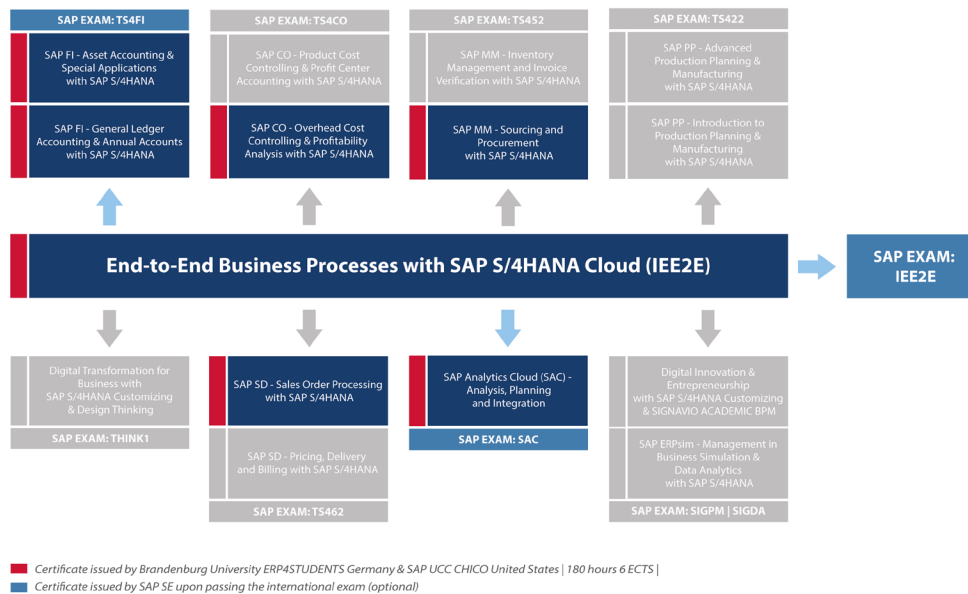 SAP EXAM: TS4FI
SAP FI - Asset Accounting &
Special Applications
with SAP S/4HANA
SAP FI - General Ledger
Accounting & Annual Accounts
with SAP S/4HANA
SAP EXAM: TS4CO
SAP CO - Product Cost
Controlling & Profit Center
Accounting with SAP S/4HANA
SAP CO - Overhead Cost
Controlling & Profitability
Analysis with SAP S/4HANA
SAP EXAM: TS452
SAP MM - Inventory
Management and Invoice
Verification with SAP S/4HANA
SAP MM - Sourcing and
Procurement
with SAP S/4HANA
SAP EXAM: TS422
SAP PP - Advanced
Production Planning &
Manufacturing
with SAP S/4HANA
SAP PP - Introduction to
Production Planning &
Manufacturing
with SAP S/4HANA
End-to-End Business Processes with SAP S/4HANA Cloud (IEE2E)
SAP EXAM:
IEE2E
Digital Transformation for
Business with
SAP S/4HANA Customizing
& Design Thinking
SAP EXAM: THINK1
SAP SD - Sales Order Processing
with SAP S/4HANA
SAP SD - Pricing, Delivery
and Billing with SAP S/4HANA
SAP EXAM: TS462
SAP Analytics Cloud (SAC) -
Analysis, Planning
and Integration
SAP EXAM: SAC
Digital Innovation &
Entrepreneurship
with SAP S/4HANA Customizing
& SIGNAVIO ACADEMIC BPM
SAP ERPsim - Management in
Business Simulation &
Data Analytics
with SAP S/4HANA
SAP EXAM: SIGPM | SIGDA
Certificate issued by Brandenburg University ERP4STUDENTS Germany & SAP UCC CHICO United States | 180 hours 6 ECTS |
Certificate issued by SAP SE upon passing the international exam (optional)